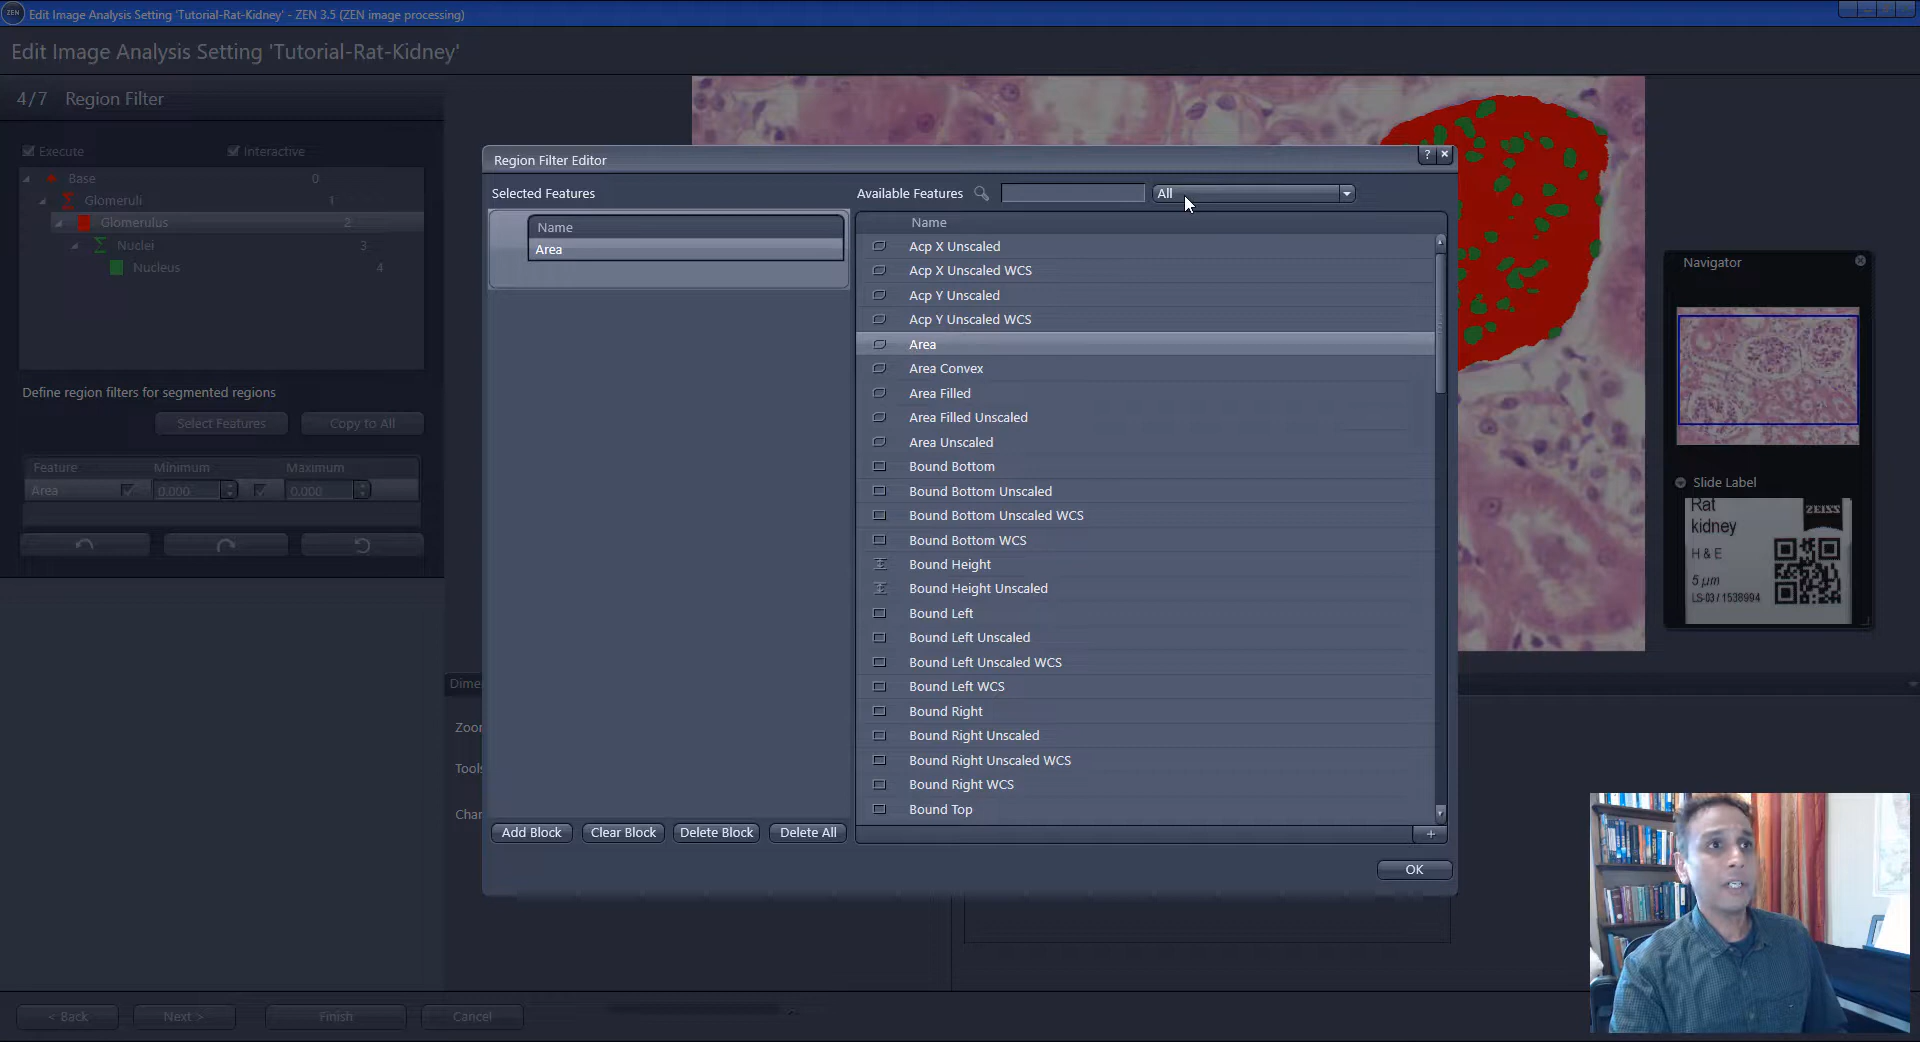 ZEN Edit Image Analysis Setting 'Tutorial-Rat-Kidney' - ZEN 3.5 (ZEN image processing)
Edit Image Analysis Setting 'Tutorial-Rat-Kidney'
4/7 Region Filter
Execute Interactive
Base 0
Glomeruli 1
Glomerulus 2
Nuclei 3
Nucleus 4
Define region filters for segmented regions
Select Features Copy to All
Feature Minimum Maximum
Area 0.000 0.000
< Back Next > Finish Cancel
Region Filter Editor ?
Selected Features
Name
Area
Add Block Clear Block Delete Block Delete All
Available Features All
Name
Acp X Unscaled
Acp X Unscaled WCS
Acp Y Unscaled
Acp Y Unscaled WCS
Area
Area Convex
Area Filled
Area Filled Unscaled
Area Unscaled
Bound Bottom
Bound Bottom Unscaled
Bound Bottom Unscaled WCS
Bound Bottom WCS
Bound Height
Bound Height Unscaled
Bound Left
Bound Left Unscaled
Bound Left Unscaled WCS
Bound Left WCS
Bound Right
Bound Right Unscaled
Bound Right Unscaled WCS
Bound Right WCS
Bound Top
+
OK
Dime
Zoo
Tools
Char
Navigator
Slide Label
Rat
kidney
ZEISS
H & E
5 µm
LS-03 / 1538994